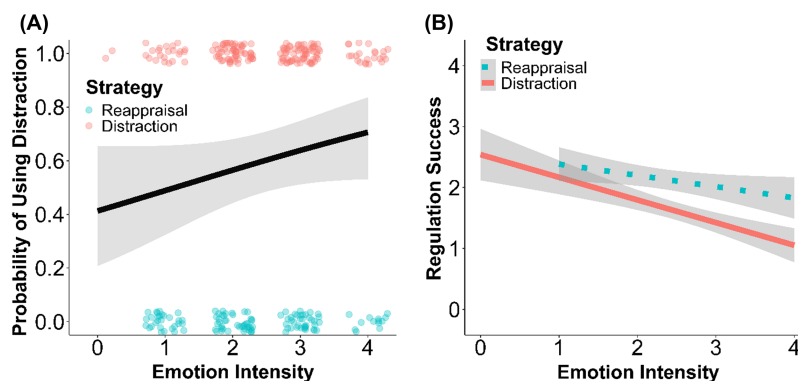 (A)
Probability of Using Distraction
1.0
0.8
0.6
0.4
0.2
0.0
Strategy
Reappraisal
Distraction
0 1 2 3 4
Emotion Intensity
(B)
Regulation Success
4
3
2
1
0
Strategy
Reappraisal
Distraction
0 1 2 3 4
Emotion Intensity